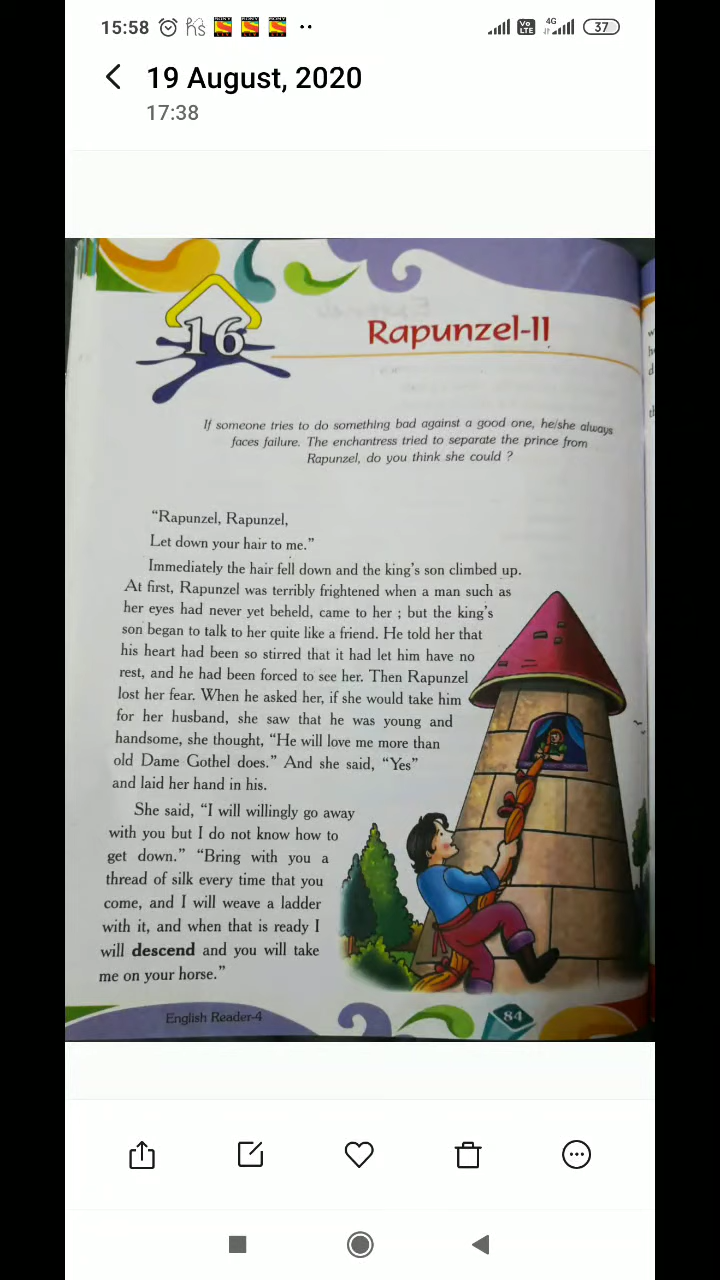 15:58
VO LTE 4G 37
19 August, 2020
17:38
16
Rapunzel-II
If someone tries to do something bad against a good one, he/she always
faces failure. The enchantress tried to separate the prince from
Rapunzel, do you think she could ?
“Rapunzel, Rapunzel,
Let down your hair to me.”
Immediately the hair fell down and the king's son climbed up.
At first, Rapunzel was terribly frightened when a man such as
her eyes had never yet beheld, came to her ; but the king's
son began to talk to her quite like a friend. He told her that
his heart had been so stirred that it had let him have no
rest, and he had been forced to see her. Then Rapunzel
lost her fear. When he asked her, if she would take him
for her husband, she saw that he was young and
handsome, she thought, “He will love me more than
old Dame Gothel does.” And she said, “Yes”
and laid her hand in his.
She said, “I will willingly go away
with you but I do not know how to
get down.” “Bring with you a
thread of silk every time that you
come, and I will weave a ladder
with it, and when that is ready I
will descend and you will take
me on your horse.”
English Reader-4
84